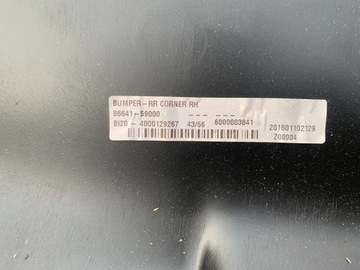 BUMPER-RR CORNER RH
86641-59000 --- --- ---
BI20 - 4000129267 43/56 6000003841
201801102129
Z00004